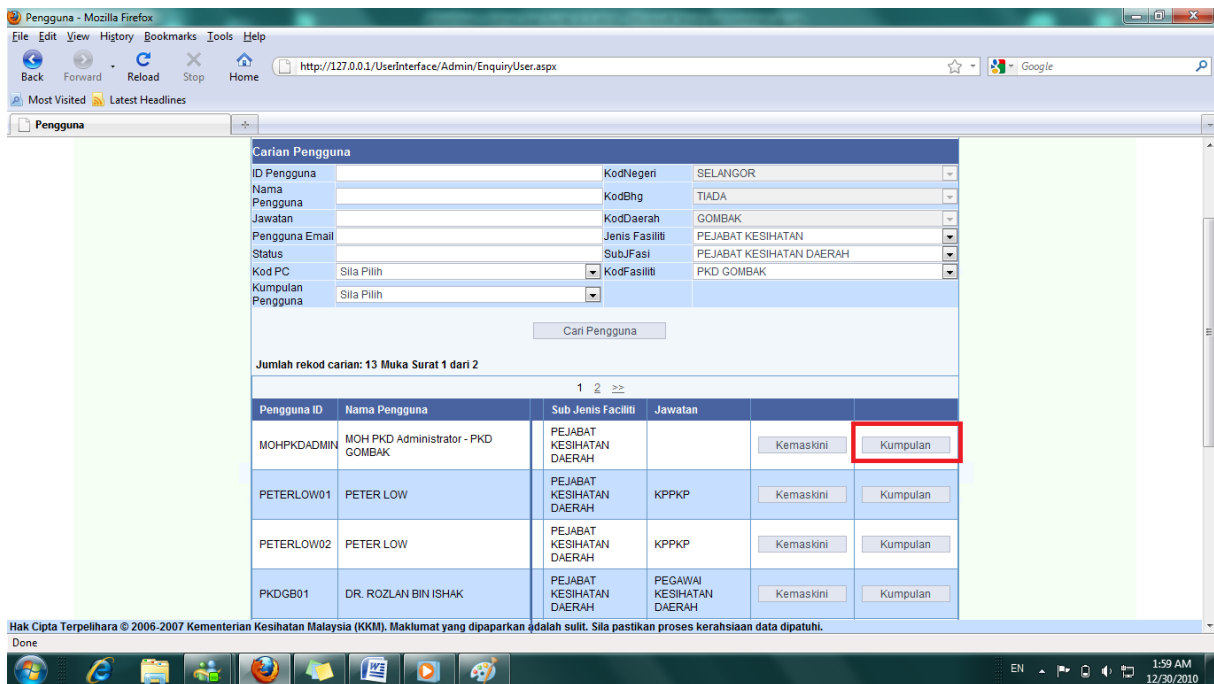 Pengguna - Mozilla Firefox
File Edit View History Bookmarks Tools Help
Back Forward Reload Stop Home http://127.0.0.1/UserInterface/Admin/EnquiryUser.aspx Google
Most Visited Latest Headlines
Pengguna
Carian Pengguna
ID Pengguna KodNegeri SELANGOR
Nama
Pengguna KodBhg TIADA
Jawatan KodDaerah GOMBAK
Pengguna Email Jenis Fasiliti PEJABAT KESIHATAN
Status SubJFasi PEJABAT KESIHATAN DAERAH
Kod PC Sila Pilih KodFasiliti PKD GOMBAK
Kumpulan
Pengguna Sila Pilih
Cari Pengguna
Jumlah rekod carian: 13 Muka Surat 1 dari 2
1 2 >>
Pengguna ID Nama Pengguna Sub Jenis Faciliti Jawatan
MOHPKDADMIN MOH PKD Administrator - PKD
GOMBAK PEJABAT
KESIHATAN
DAERAH Kemaskini Kumpulan
PETERLOW01 PETER LOW PEJABAT
KESIHATAN
DAERAH KPPKP Kemaskini Kumpulan
PETERLOW02 PETER LOW PEJABAT
KESIHATAN
DAERAH KPPKP Kemaskini Kumpulan
PKDGB01 DR. ROZLAN BIN ISHAK PEJABAT
KESIHATAN
DAERAH PEGAWAI
KESIHATAN
DAERAH Kemaskini Kumpulan
Hak Cipta Terpelihara © 2006-2007 Kementerian Kesihatan Malaysia (KKM). Maklumat yang dipaparkan adalah sulit. Sila pastikan proses kerahsiaan data dipatuhi.
Done
EN 1:59 AM
12/30/2010